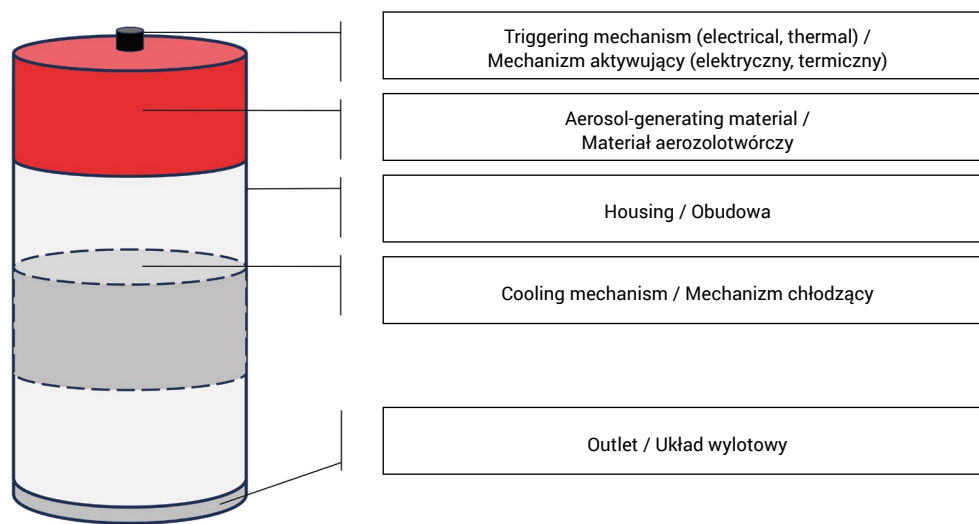 Triggering mechanism (electrical, thermal) /
Mechanizm aktywujący (elektryczny, termiczny)
Aerosol-generating material /
Materiał aerozolotwórczy
Housing / Obudowa
Cooling mechanism / Mechanizm chłodzący
Outlet / Układ wylotowy